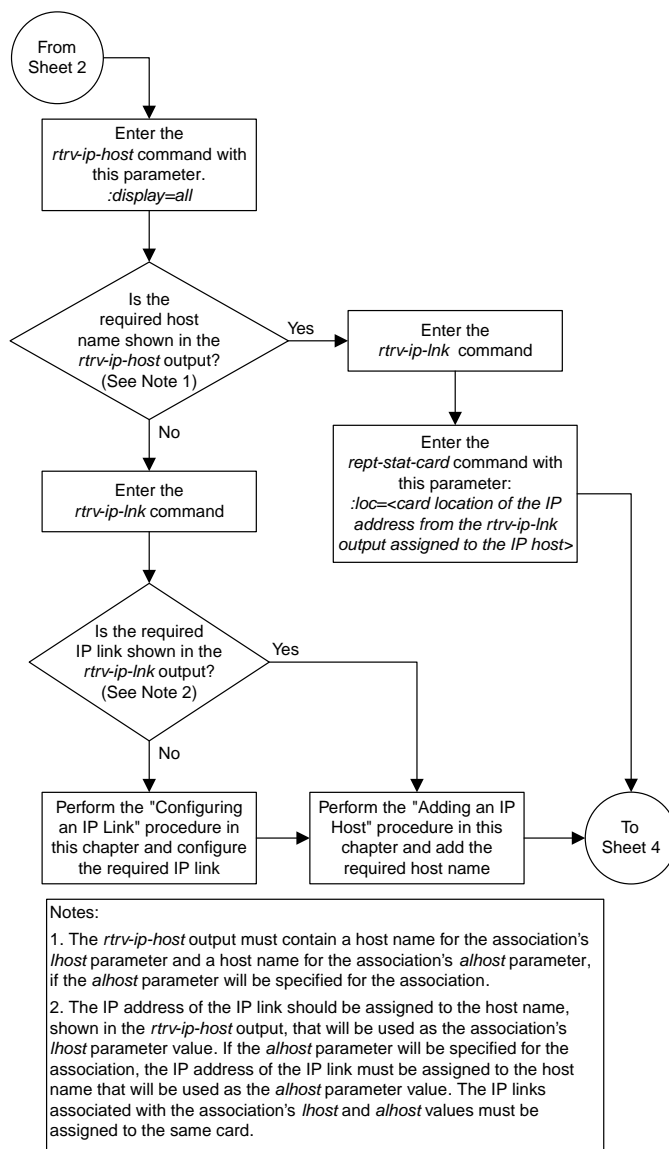 From
Sheet 2
Enter the
rtrv-ip-host command with
this parameter.
:display=all
Is the
required host
name shown in the
rtrv-ip-host output?
(See Note 1)
Yes
Enter the
rtrv-ip-lnk command
Enter the
rept-stat-card command with
this parameter:
:loc=<card location of the IP
address from the rtrv-ip-lnk
output assigned to the IP host>
No
Enter the
rtrv-ip-lnk command
Is the required
IP link shown in the
rtrv-ip-lnk output?
(See Note 2)
Yes
No
Perform the "Configuring
an IP Link" procedure in
this chapter and configure
the required IP link
Perform the "Adding an IP
Host" procedure in this
chapter and add the
required host name
To
Sheet 4
Notes:
1. The rtrv-ip-host output must contain a host name for the association's
lhost parameter and a host name for the association's alhost parameter,
if the alhost parameter will be specified for the association.
2. The IP address of the IP link should be assigned to the host name,
shown in the rtrv-ip-host output, that will be used as the association's
lhost parameter value. If the alhost parameter will be specified for the
association, the IP address of the IP link must be assigned to the host
name that will be used as the alhost parameter value. The IP links
associated with the association's lhost and alhost values must be
assigned to the same card.